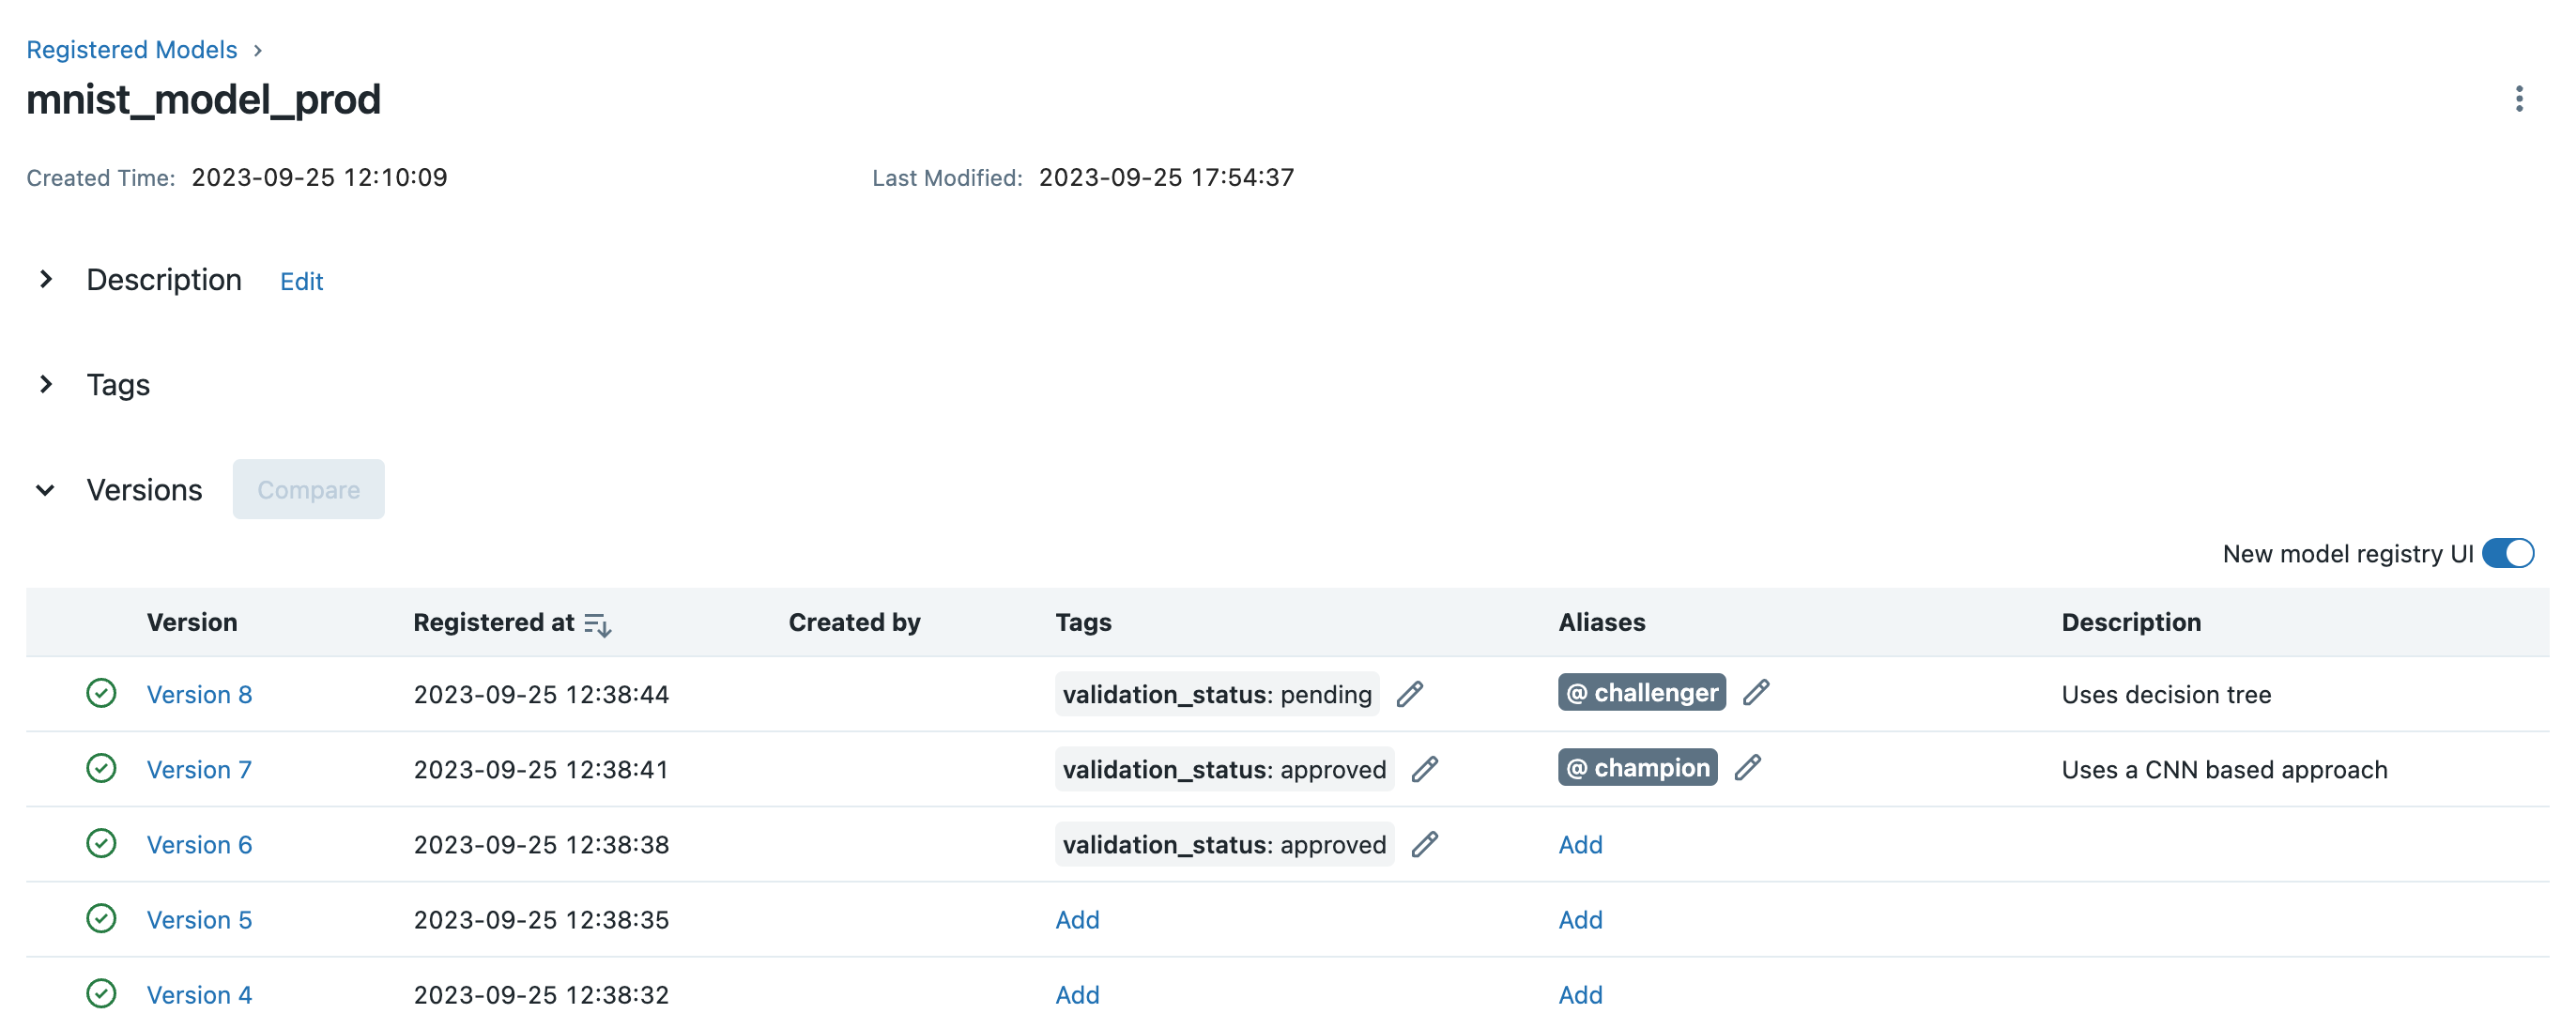 Registered Models
mnist_model_prod
Created Time: 2023-09-25 12:10:09 Last Modified: 2023-09-25 17:54:37
Description Edit
Tags
Versions Compare
New model registry UI
Version Registered at Created by Tags Aliases Description
Version 8 2023-09-25 12:38:44 validation_status: pending @ challenger Uses decision tree
Version 7 2023-09-25 12:38:41 validation_status: approved @ champion Uses a CNN based approach
Version 6 2023-09-25 12:38:38 validation_status: approved Add
Version 5 2023-09-25 12:38:35 Add Add
Version 4 2023-09-25 12:38:32 Add Add